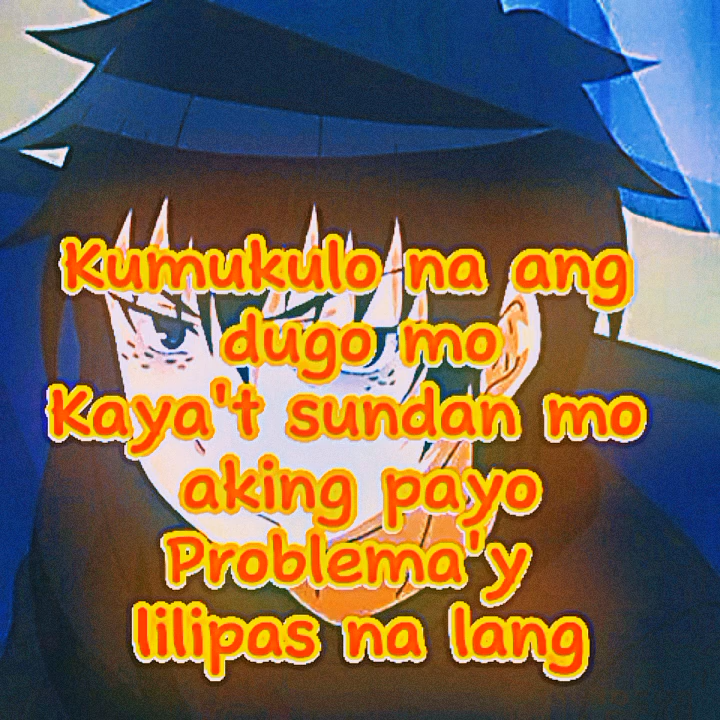 Kumukulo na ang
dugo mo
Kaya't sundan mo
aking payo
Problema'y
lilipas na lang